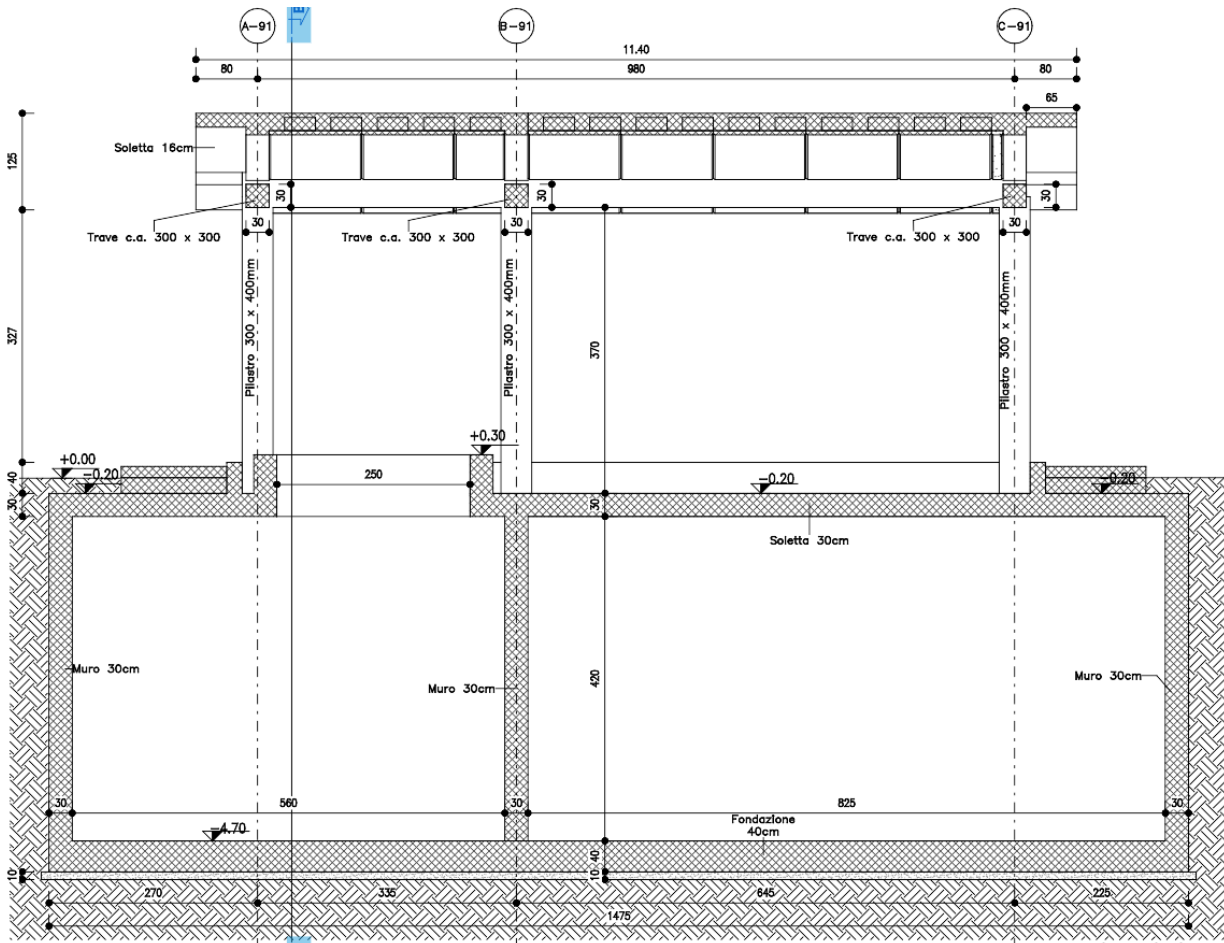 A-91
B-91
C-91
11.40
80
980
80
65
Soletta 16cm
125
30
30
30
30
30
30
Trave c.a. 300 x 300
Trave c.a. 300 x 300
Trave c.a. 300 x 300
Pilastro 300 x 400mm
Pilastro 300 x 400mm
Pilastro 300 x 400mm
327
370
+0.30
+0.00
-0.20
250
-0.20
-0.20
40
30
30
Soletta 30cm
Muro 30cm
Muro 30cm
Muro 30cm
420
30
560
30
825
30
Fondazione
40cm
-4.70
40
10
10
270
335
645
225
1475